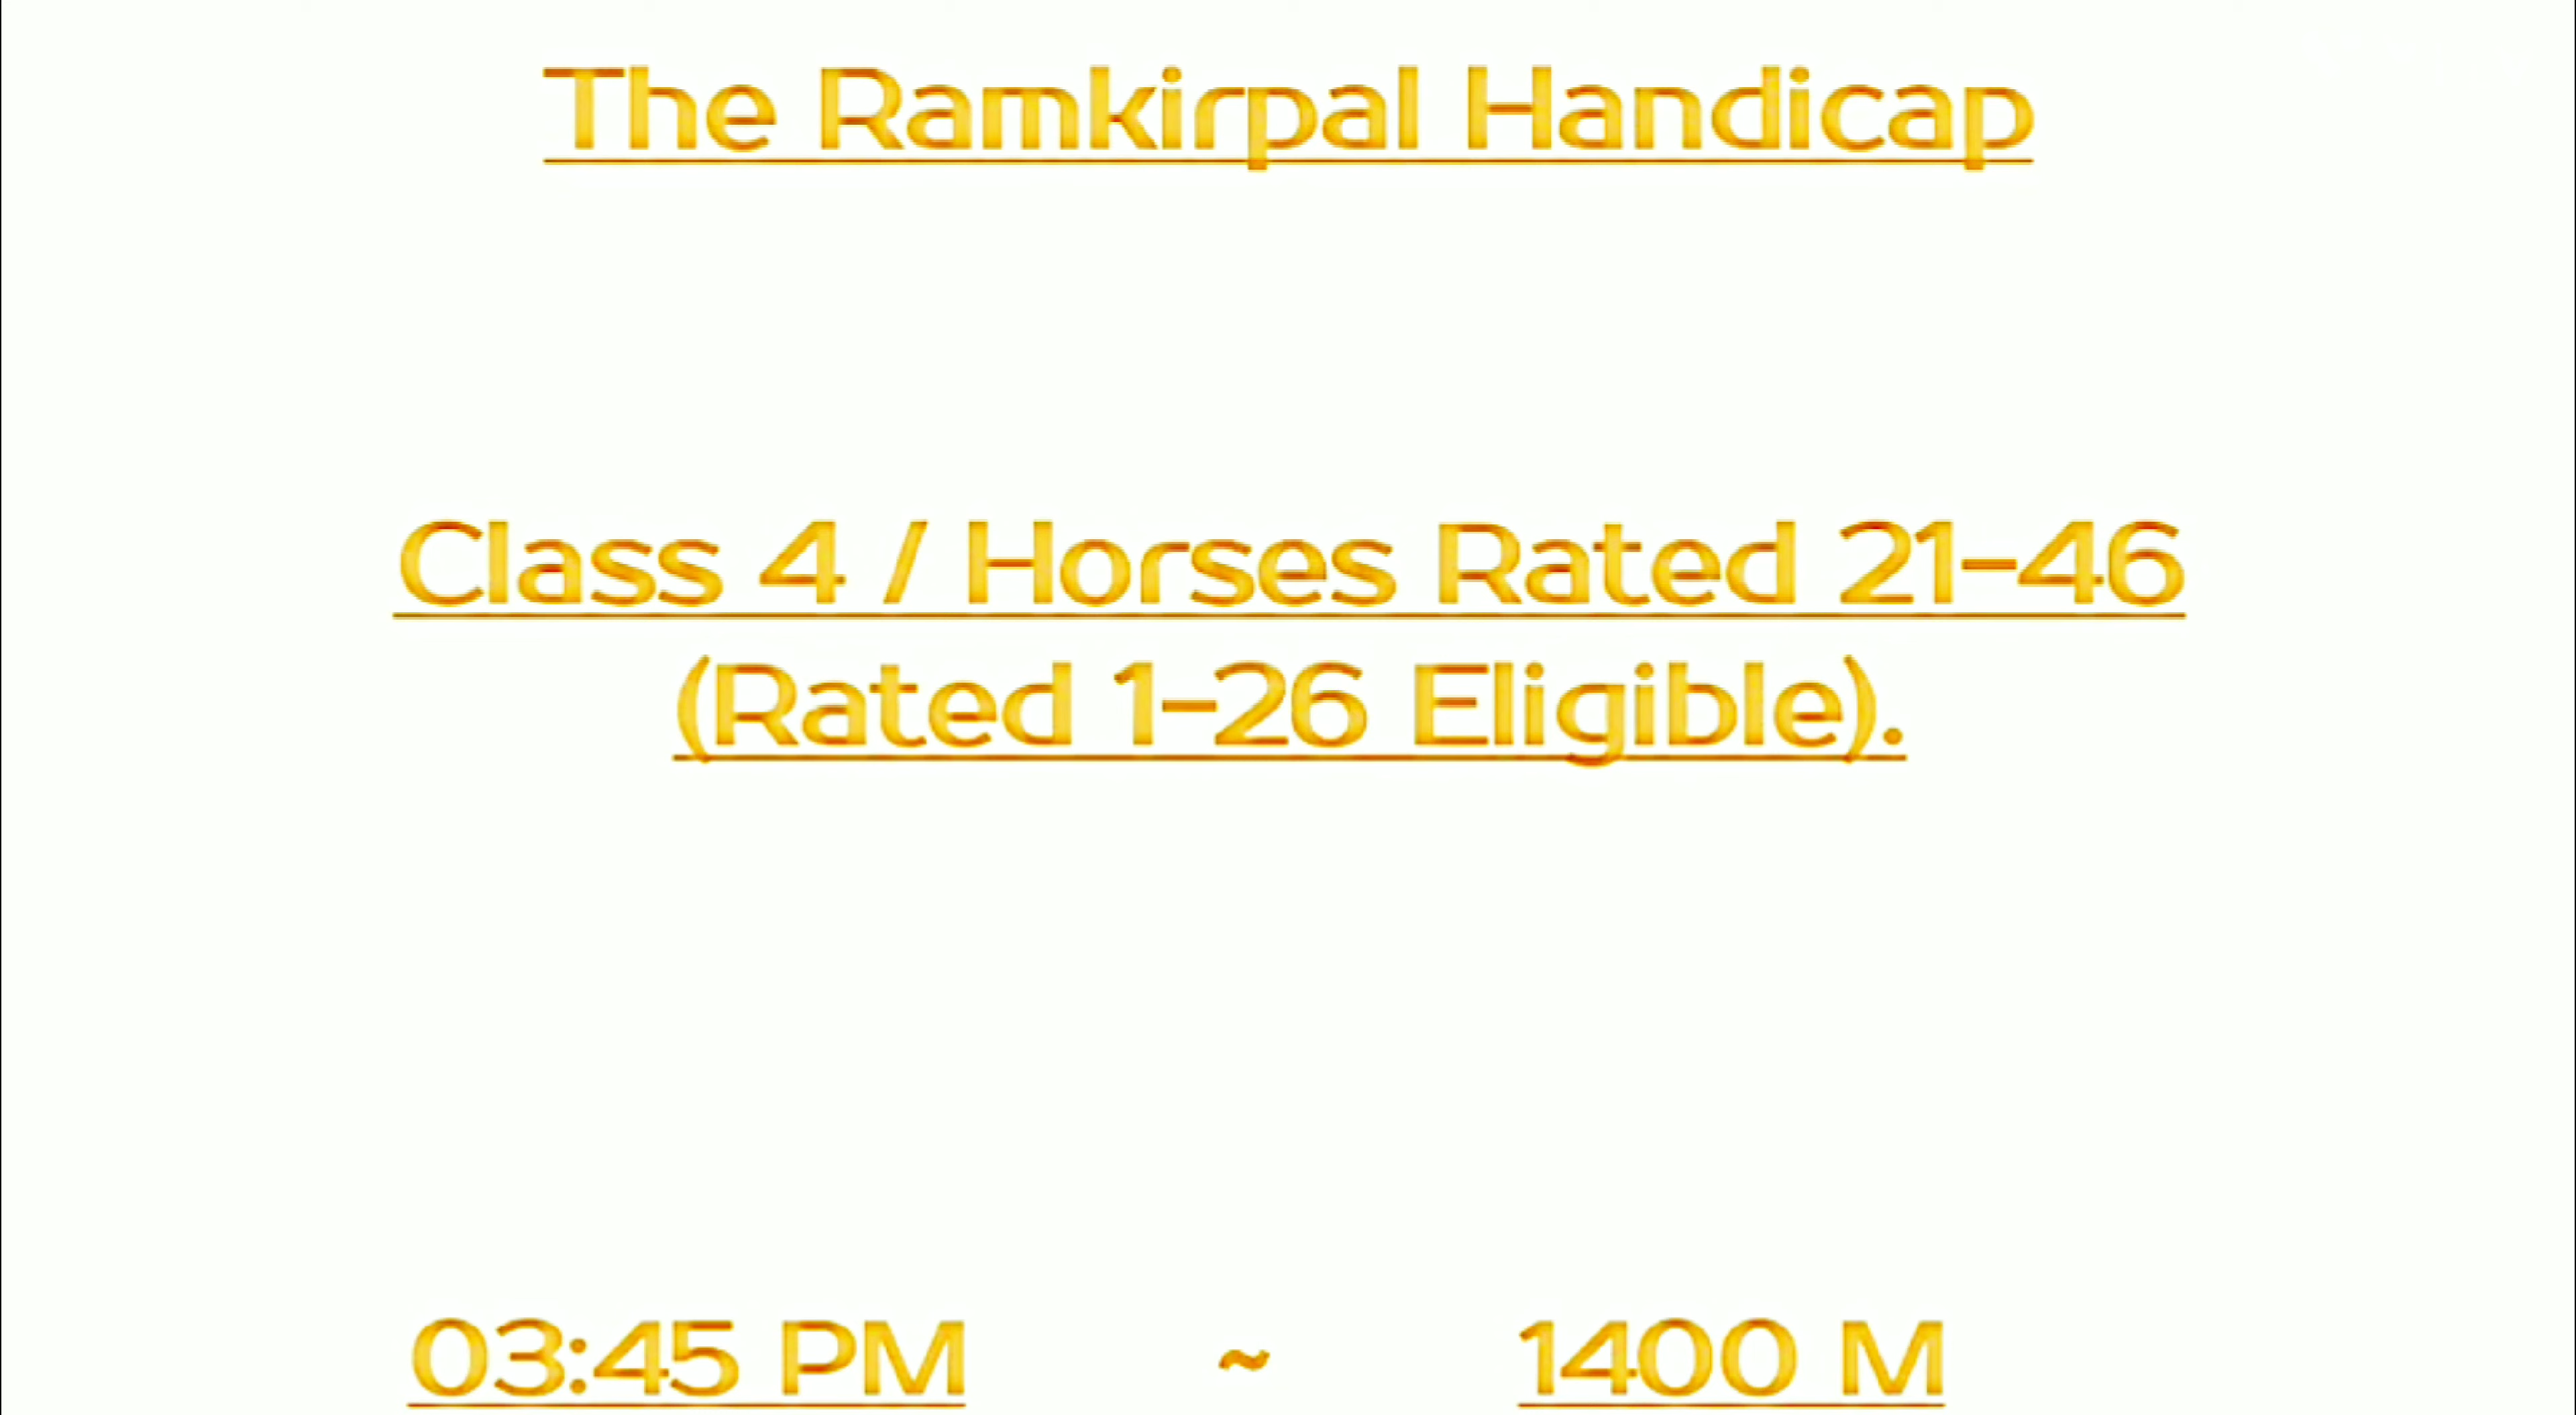 The Ramkirpal Handicap
Class 4 / Horses Rated 21-46
(Rated 1-26 Eligible).
03:45 PM ~ 1400 M